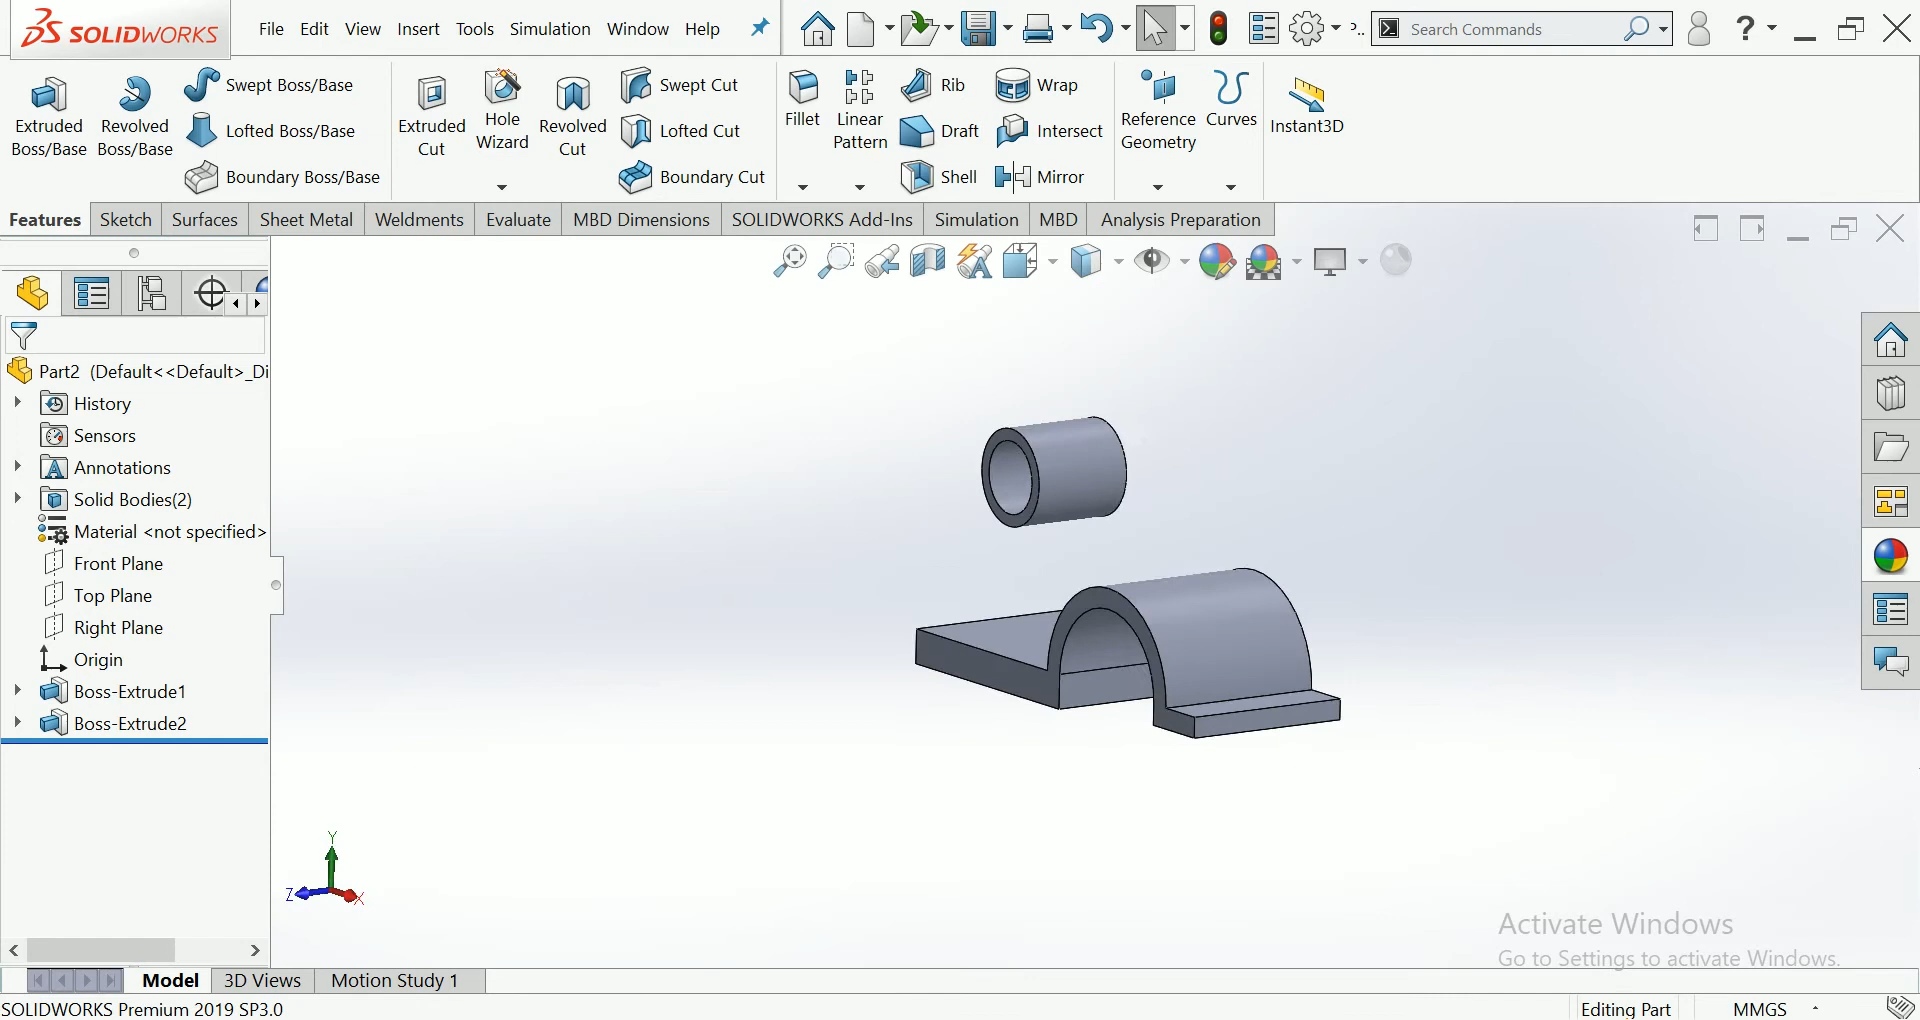 SOLIDWORKS File Edit View Insert Tools Simulation Window Help P.. Search Commands ?
Extruded Boss/Base
Revolved Boss/Base
Swept Boss/Base
Lofted Boss/Base
Boundary Boss/Base
Extruded Cut
Hole Wizard
Revolved Cut
Swept Cut
Lofted Cut
Boundary Cut
Fillet
Linear Pattern
Rib
Draft
Shell
Wrap
Intersect
Mirror
Reference Geometry
Curves
Instant3D
Features Sketch Surfaces Sheet Metal Weldments Evaluate MBD Dimensions SOLIDWORKS Add-Ins Simulation MBD Analysis Preparation
Part2 (Default<<Default>_Di
History
Sensors
Annotations
Solid Bodies(2)
Material <not specified>
Front Plane
Top Plane
Right Plane
Origin
Boss-Extrude1
Boss-Extrude2
Y
Z
X
Activate Windows
Go to Settings to activate Windows.
Model 3D Views Motion Study 1
SOLIDWORKS Premium 2019 SP3.0 Editing Part MMGS